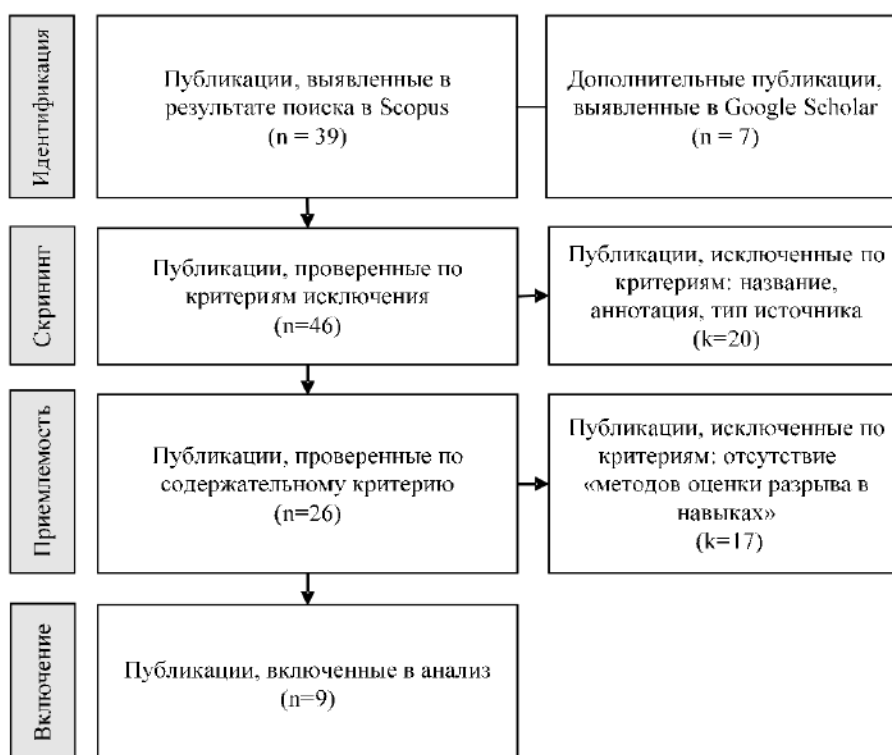 Идентификация
Публикации, выявленные в
результате поиска в Scopus
(n = 39)
Дополнительные публикации,
выявленные в Google Scholar
(n = 7)
Скрининг
Публикации, проверенные по
критериям исключения
(n=46)
Публикации, исключенные по
критериям: название,
аннотация, тип источника
(k=20)
Приемлемость
Публикации, проверенные по
содержательному критерию
(n=26)
Публикации, исключенные по
критериям: отсутствие
«методов оценки разрыва в
навыках»
(k=17)
Включение
Публикации, включенные в анализ
(n=9)